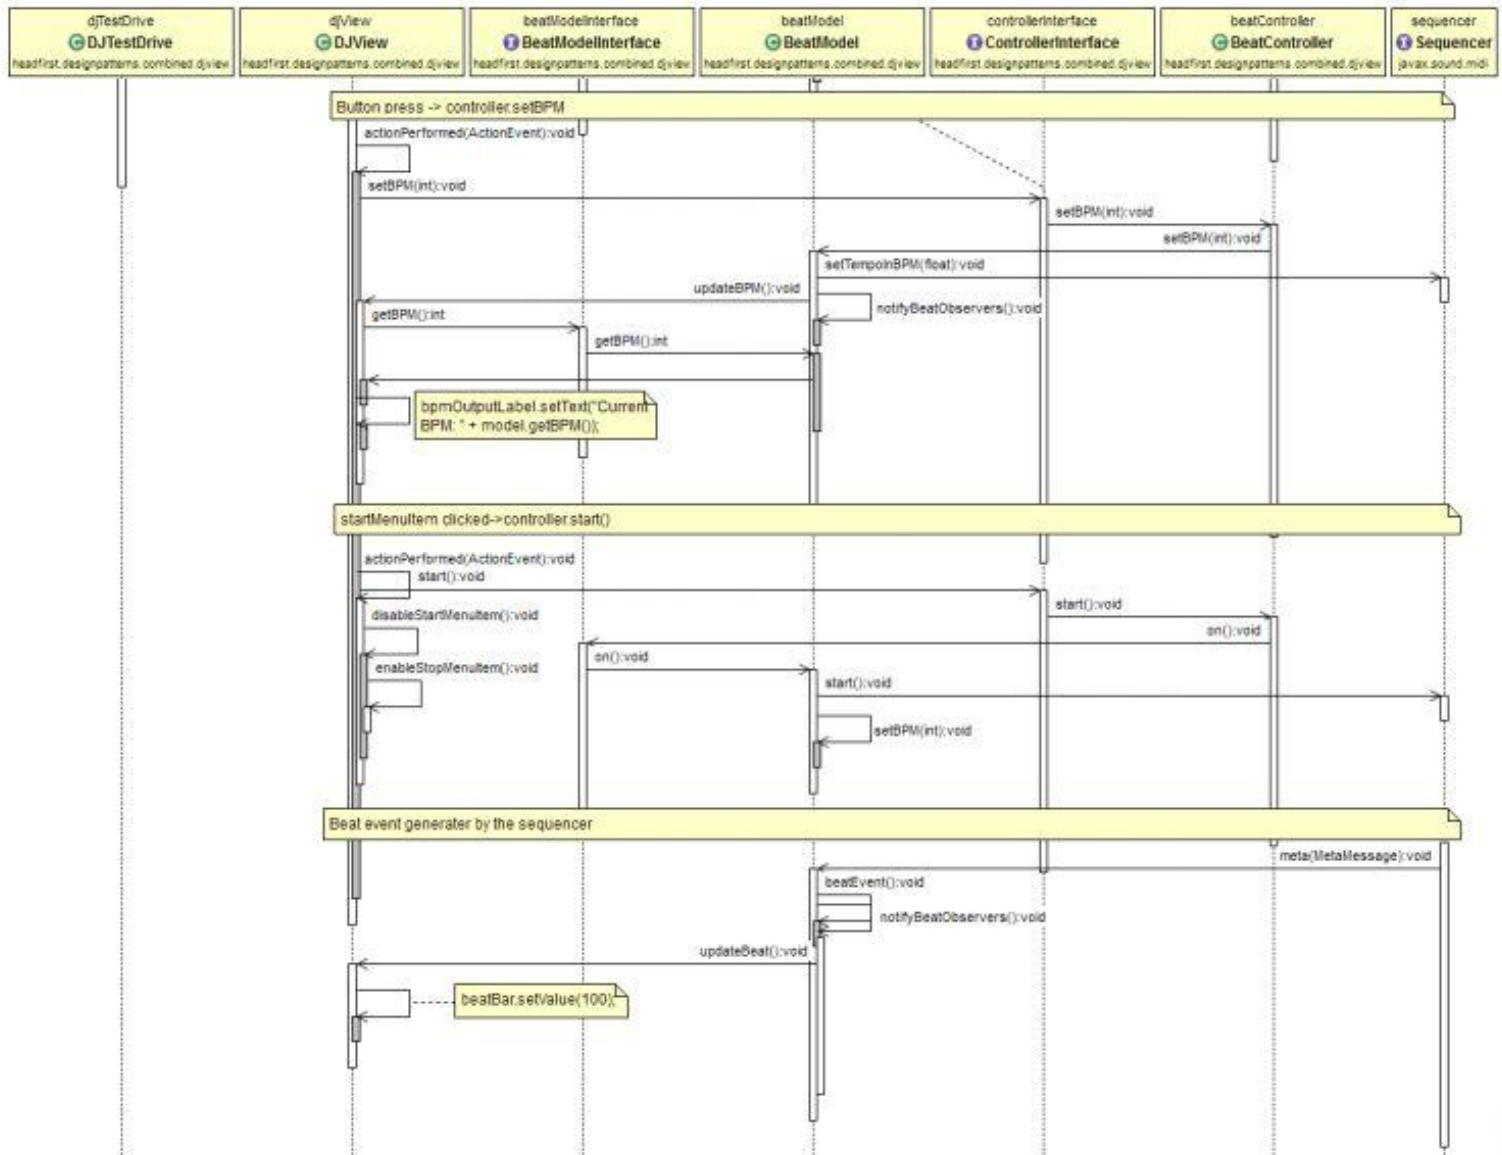 djTestDrive
DJTestDrive
headfirst.designpatterns.combined.djview
djView
DJView
headfirst.designpatterns.combined.djview
beatModelInterface
BeatModelInterface
headfirst.designpatterns.combined.djview
beatModel
BeatModel
headfirst.designpatterns.combined.djview
controllerInterface
ControllerInterface
headfirst.designpatterns.combined.djview
beatController
BeatController
headfirst.designpatterns.combined.djview
sequencer
Sequencer
javax.sound.midi
Button press -> controller.setBPM
actionPerformed(ActionEvent):void
setBPM(int):void
setBPM(int):void
setBPM(int):void
setTempoInBPM(float):void
updateBPM():void
notifyBeatObservers():void
getBPM():int
getBPM():int
bpmOutputLabel.setText("Current
BPM: " + model.getBPM());
startMenuItem clicked->controller.start()
actionPerformed(ActionEvent):void
start():void
start():void
disableStartMenuItem():void
on():void
on():void
enableStopMenuItem():void
start():void
setBPM(int):void
Beat event generater by the sequencer
meta(MetaMessage):void
beatEvent():void
notifyBeatObservers():void
updateBeat():void
beatBar.setValue(100);